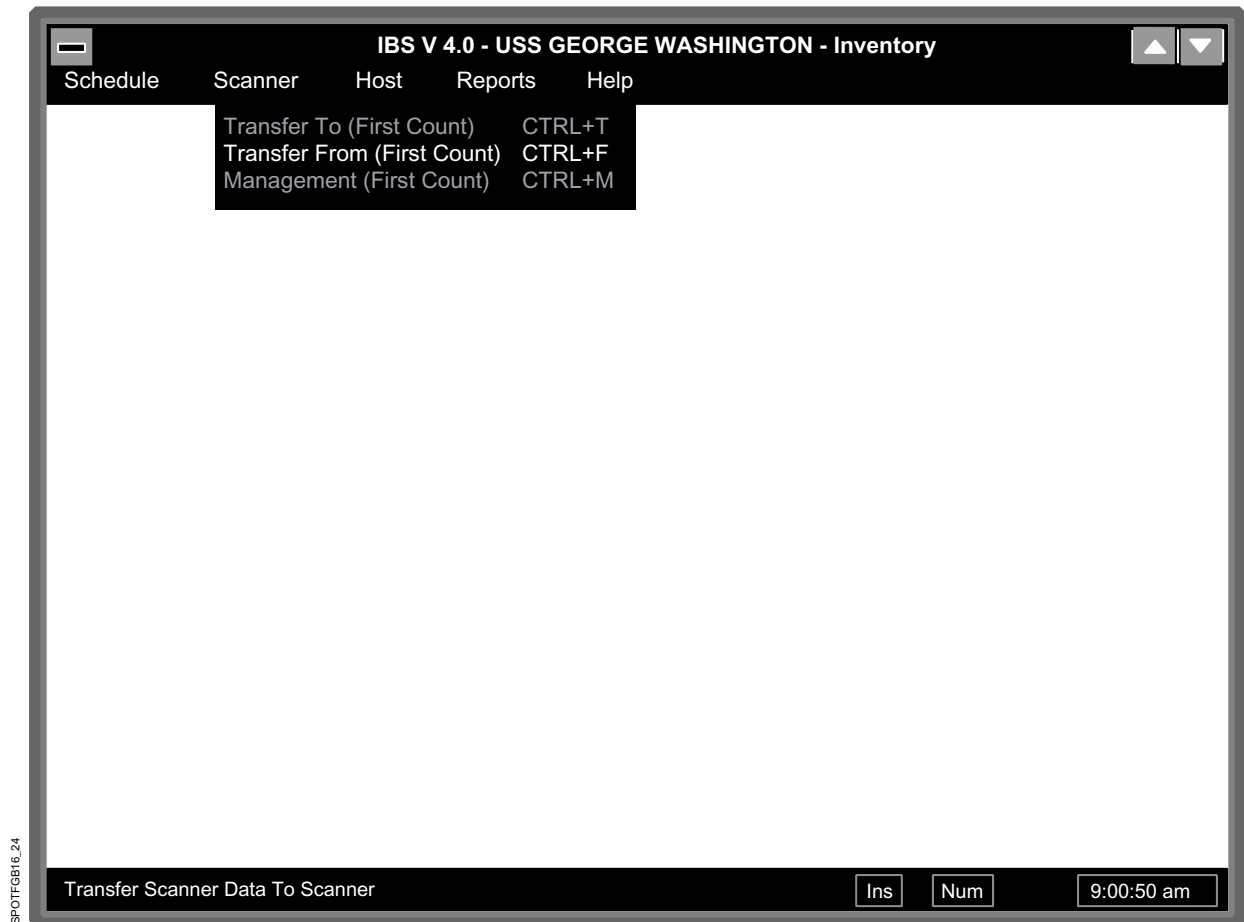 IBS V 4.0 - USS GEORGE WASHINGTON - Inventory
Schedule Scanner Host Reports Help
Transfer To (First Count) CTRL+T
Transfer From (First Count) CTRL+F
Management (First Count) CTRL+M
Transfer Scanner Data To Scanner Ins Num 9:00:50 am
SPOTFGB16_24